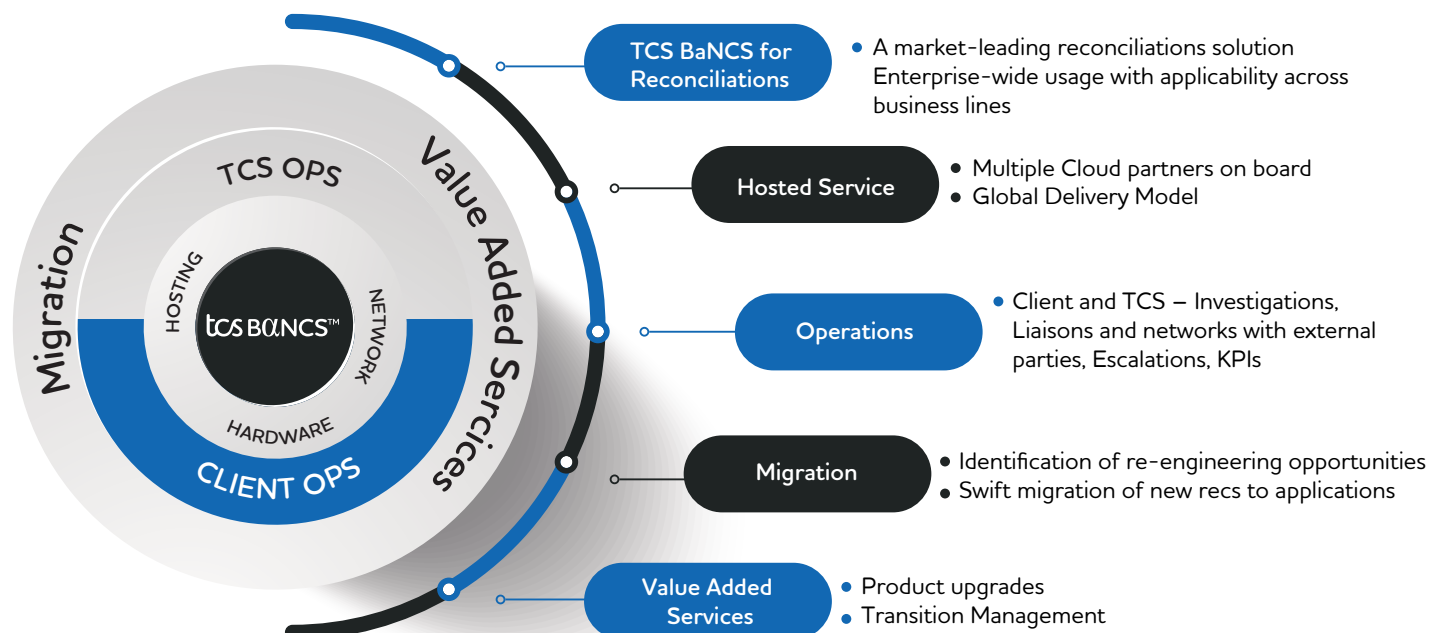 TCS BaNCS for
Reconciliations
A market-leading reconciliations solution
Enterprise-wide usage with applicability across
business lines
Hosted Service
Multiple Cloud partners on board
Global Delivery Model
Operations
Client and TCS – Investigations,
Liaisons and networks with external
parties, Escalations, KPIs
Migration
Identification of re-engineering opportunities
Swift migration of new recs to applications
Value Added
Services
Product upgrades
Transition Management
Migration
Value Added Sercices
TCS OPS
CLIENT OPS
HOSTING
NETWORK
HARDWARE
tcs BaNCS™